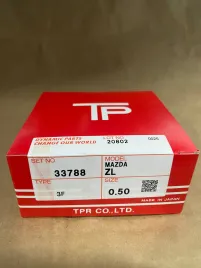 TP
DYNAMIC PARTS LOT NO
CHANGE OUR WORLD 20802
SET NO MODEL
33788 MAZDA
ZL
TYPE SIZE
3F 0.50
MADE IN JAPAN
TPR CO.,LTD.